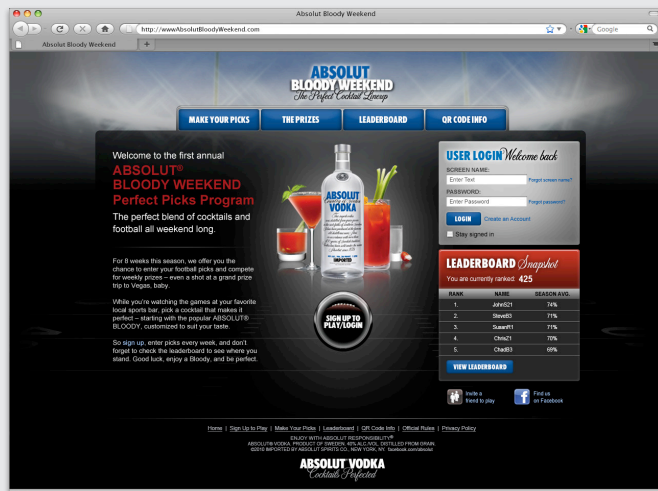 Absolut Bloody Weekend
http://wwwAbsolutBloodyWeekend.com
Google
Absolut Bloody Weekend
ABSOLUT
BLOODY WEEKEND
The Perfect Cocktail Lineup
MAKE YOUR PICKS
THE PRIZES
LEADERBOARD
QR CODE INFO
Welcome to the first annual
ABSOLUT®
BLOODY WEEKEND
Perfect Picks Program
The perfect blend of cocktails and
football all weekend long.
For 8 weeks this season, we offer you the
chance to enter your football picks and compete
for weekly prizes – even a shot at a grand prize
trip to Vegas, baby.
While you're watching the games at your favorite
local sports bar, pick a cocktail that makes it
perfect – starting with the popular ABSOLUT®
BLOODY, customized to suit your taste.
So sign up, enter picks every week, and don't
forget to check the leaderboard to see where you
stand. Good luck, enjoy a Bloody, and be perfect.
ABSOLUT
Country of Sweden
VODKA
IMPORTED
SIGN UP TO
PLAY/LOGIN
USER LOGIN Welcome back
SCREEN NAME:
Enter Text Forgot screen name?
PASSWORD:
Enter Password Forgot password?
LOGIN Create an Account
Stay signed in
LEADERBOARD Snapshot
You are currently ranked: 425
RANK NAME SEASON AVG.
1. JohnS21 74%
2. SteveB3 71%
3. SusanR1 71%
4. ChrisZ1 70%
5. ChadB3 69%
VIEW LEADERBOARD
Invite a
friend to play
Find us
on Facebook
Home | Sign Up to Play | Make Your Picks | Leaderboard | QR Code Info | Official Rules | Privacy Policy
ENJOY WITH ABSOLUT RESPONSIBILITY®
ABSOLUT® VODKA. PRODUCT OF SWEDEN. 40% ALC./VOL. DISTILLED FROM GRAIN.
©2010 IMPORTED BY ABSOLUT SPIRITS CO., NEW YORK, NY. facebook.com/absolut
ABSOLUT VODKA
Cocktails Perfected